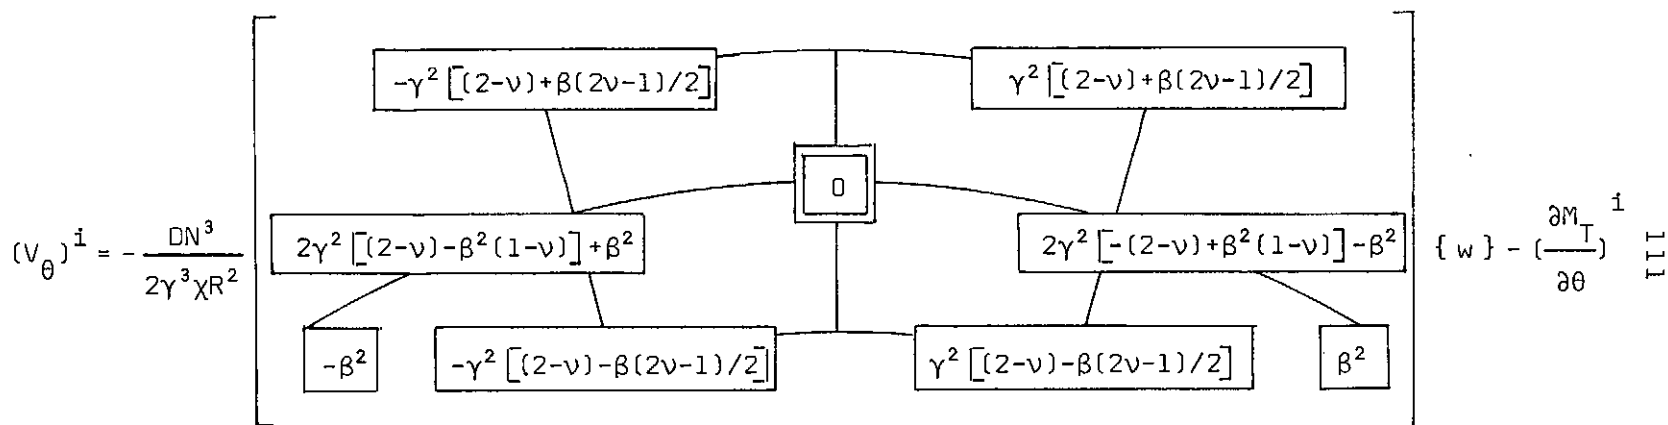 -γ² [(2-ν)+β(2ν-1)/2] γ² [(2-ν)+β(2ν-1)/2]
0
(V_θ)^i = - DN³ / 2γ³χR² [ 2γ² [(2-ν)-β²(1-ν)]+β² 2γ² [-(2-ν)+β²(1-ν)]-β² ] { w } - (∂M_T / ∂θ)^i 111
-β² -γ² [(2-ν)-β(2ν-1)/2] γ² [(2-ν)-β(2ν-1)/2] β²